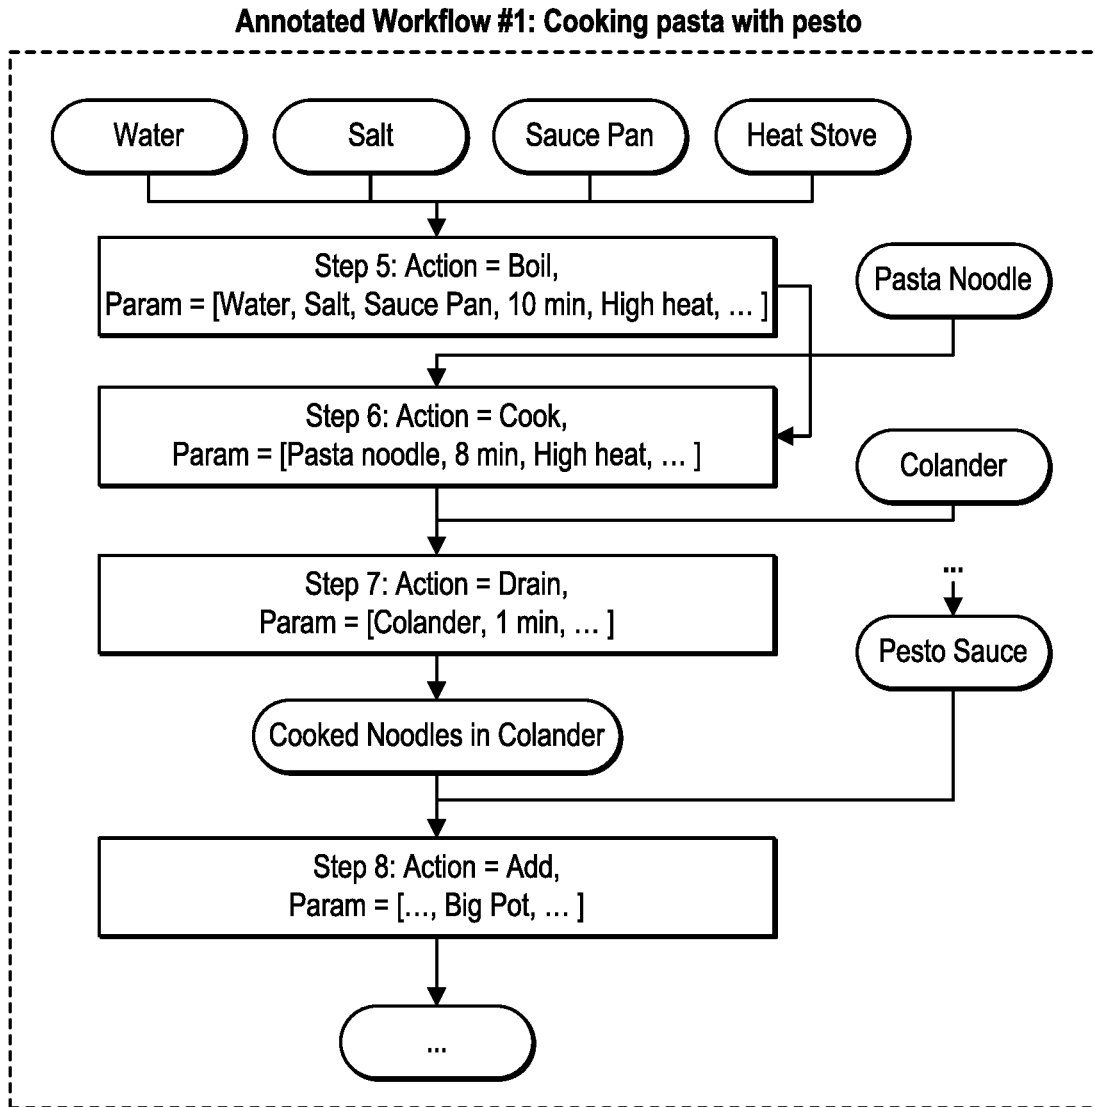 Annotated Workflow #1: Cooking pasta with pesto
Water
Salt
Sauce Pan
Heat Stove
Step 5: Action = Boil,
Param = [Water, Salt, Sauce Pan, 10 min, High heat, ... ]
Pasta Noodle
Step 6: Action = Cook,
Param = [Pasta noodle, 8 min, High heat, ... ]
Colander
Step 7: Action = Drain,
Param = [Colander, 1 min, ... ]
...
Pesto Sauce
Cooked Noodles in Colander
Step 8: Action = Add,
Param = [..., Big Pot, ... ]
...